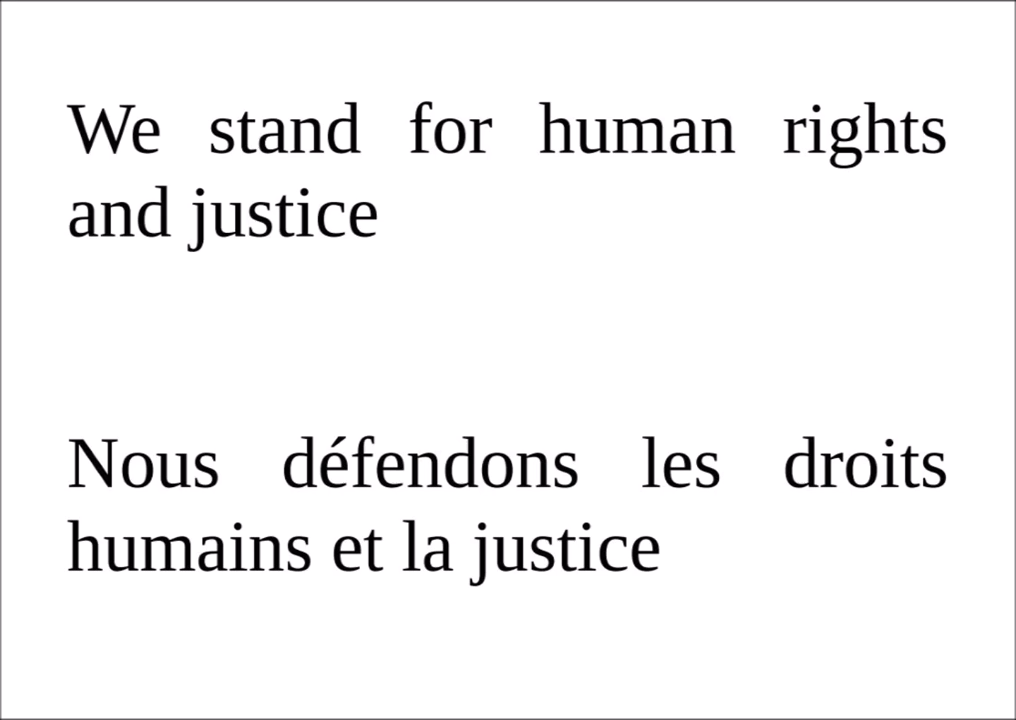 We stand for human rights
and justice
Nous défendons les droits
humains et la justice